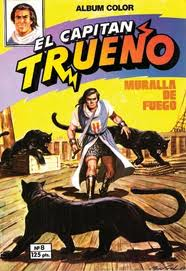 ALBUM COLOR
EL CAPITAN
TRUENO
MURALLA
DE
FUEGO
Nº 8
125 pts.